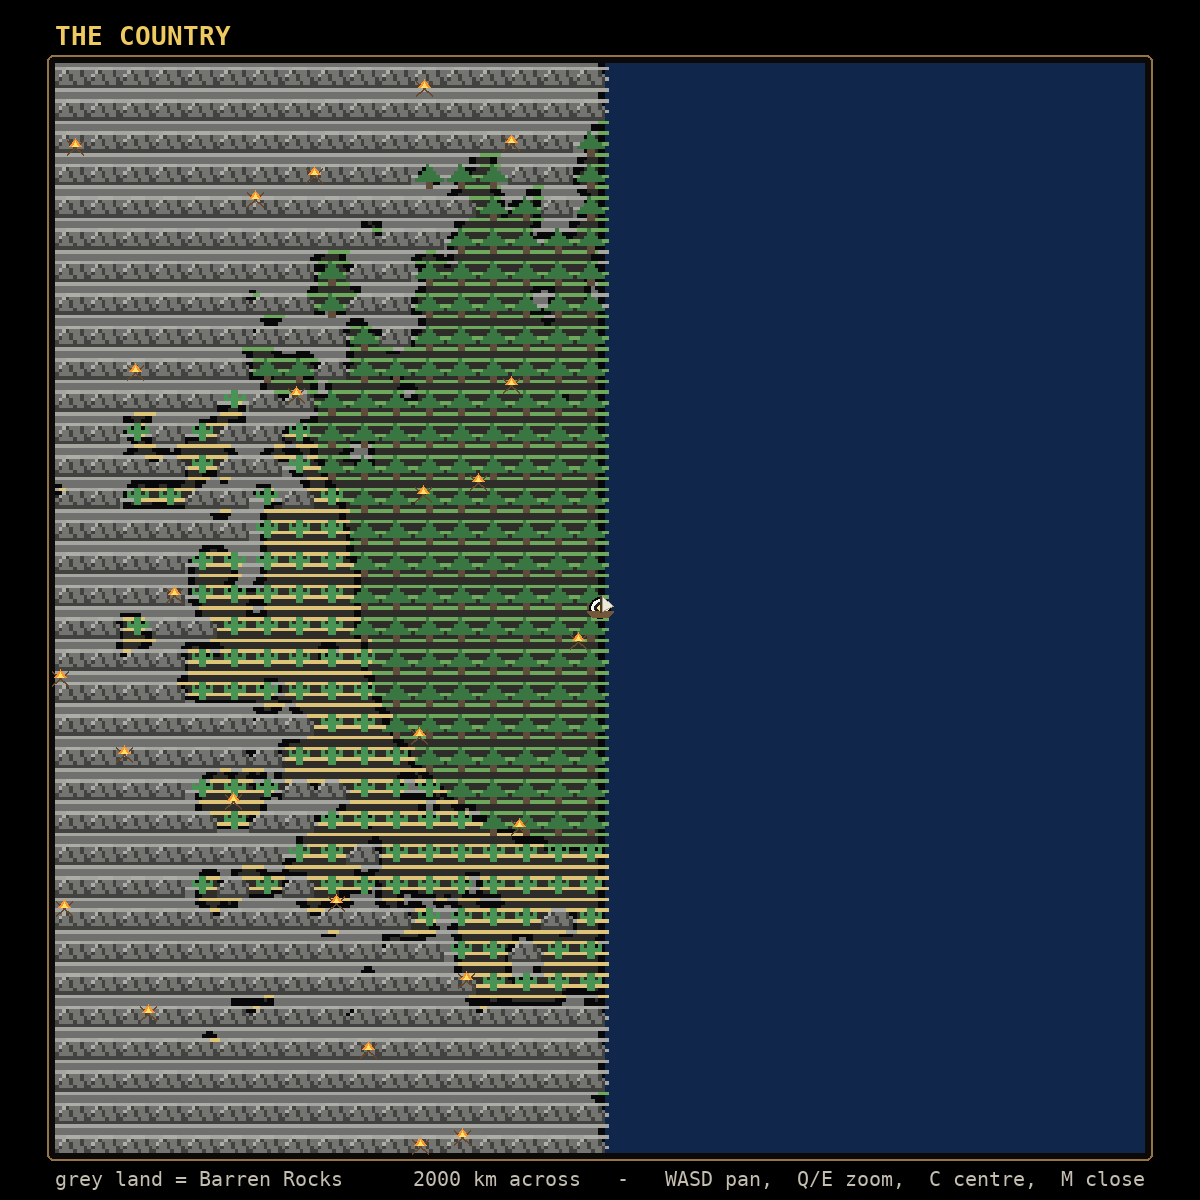 THE COUNTRY
grey land = Barren Rocks 2000 km across - WASD pan, Q/E zoom, C centre, M close